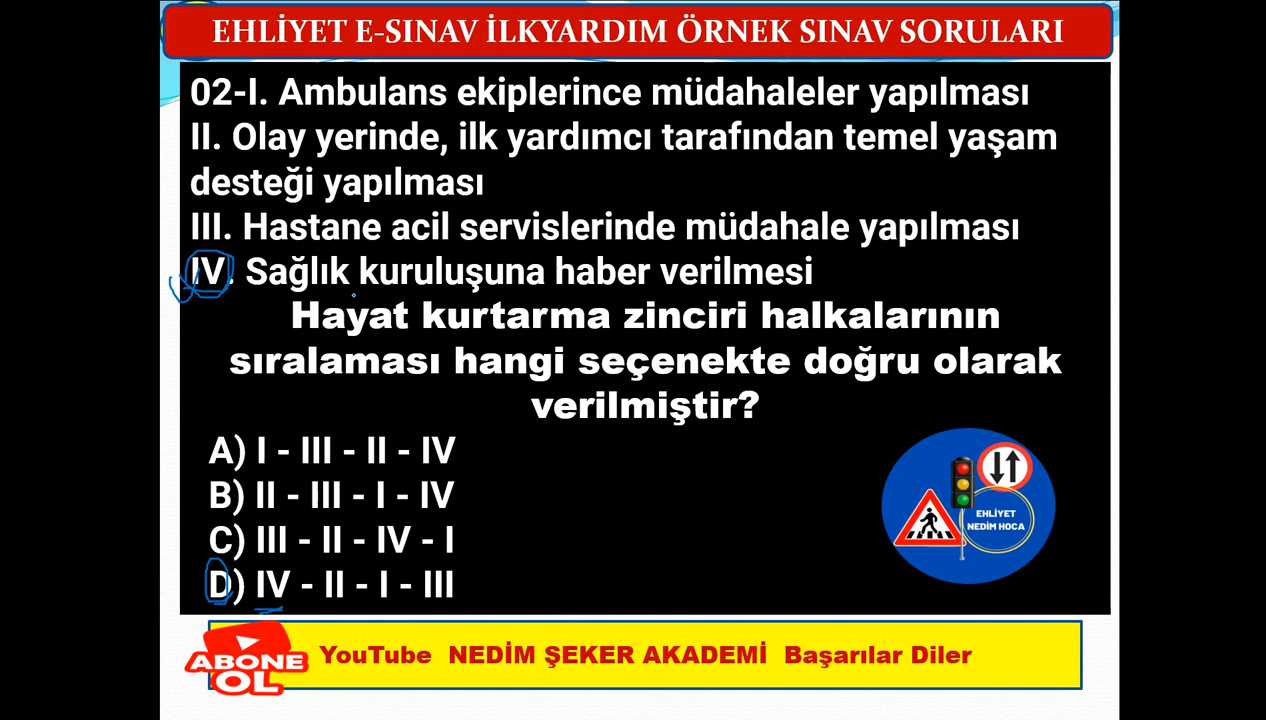 EHLİYET E-SINAV İLKYARDIM ÖRNEK SINAV SORULARI
02-I. Ambulans ekiplerince müdahaleler yapılması
II. Olay yerinde, ilk yardımcı tarafından temel yaşam
desteği yapılması
III. Hastane acil servislerinde müdahale yapılması
IV. Sağlık kuruluşuna haber verilmesi
Hayat kurtarma zinciri halkalarının
sıralaması hangi seçenekte doğru olarak
verilmiştir?
A) I - III - II - IV
B) II - III - I - IV
C) III - II - IV - I
D) IV - II - I - III
EHLİYET
NEDİM HOCA
ABONE
OL
YouTube NEDİM ŞEKER AKADEMİ Başarılar Diler